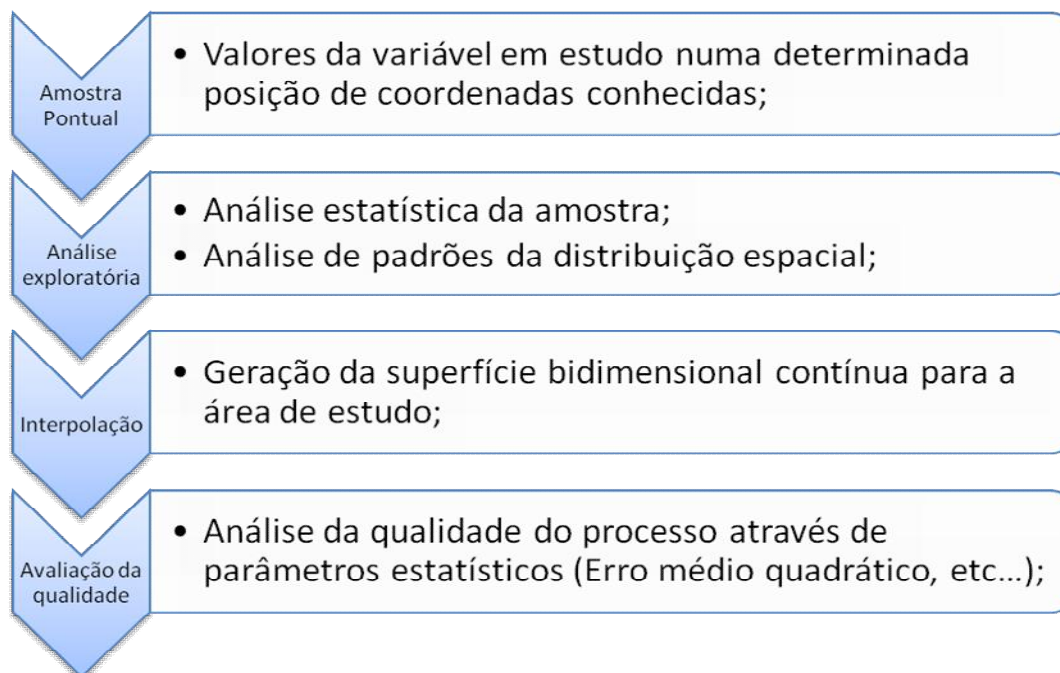 Amostra
Pontual
• Valores da variável em estudo numa determinada
posição de coordenadas conhecidas;
Análise
exploratória
• Análise estatística da amostra;
• Análise de padrões da distribuição espacial;
Interpolação
• Geração da superfície bidimensional contínua para a
área de estudo;
Avaliação da
qualidade
• Análise da qualidade do processo através de
parâmetros estatísticos (Erro médio quadrático, etc...);